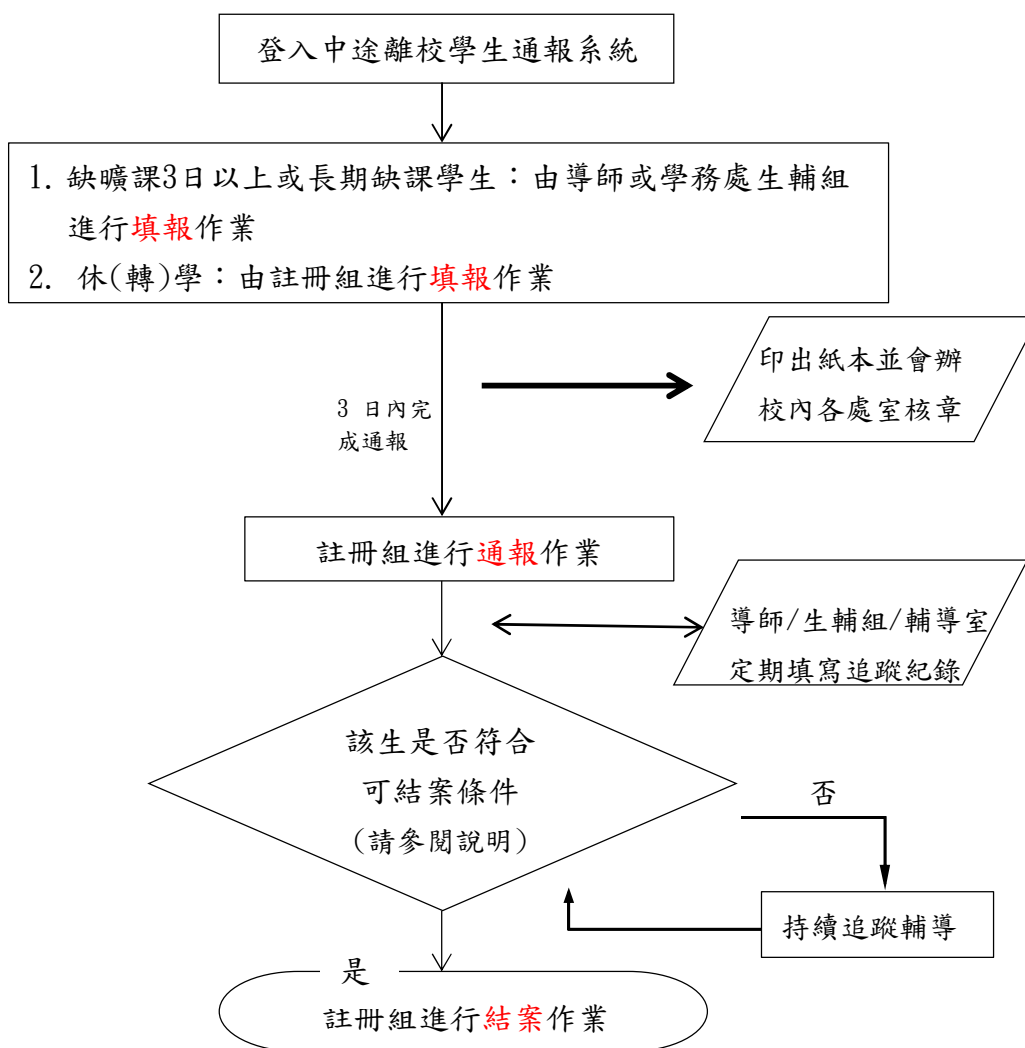 登入中途離校學生通報系統
1. 缺曠課3日以上或長期缺課學生：由導師或學務處生輔組
進行填報作業
2. 休(轉)學：由註冊組進行填報作業
印出紙本並會辦
校內各處室核章
3 日內完
成通報
註冊組進行通報作業
導師/生輔組/輔導室
定期填寫追蹤紀錄
該生是否符合
可結案條件
(請參閱說明)
否
持續追蹤輔導
是
註冊組進行結案作業